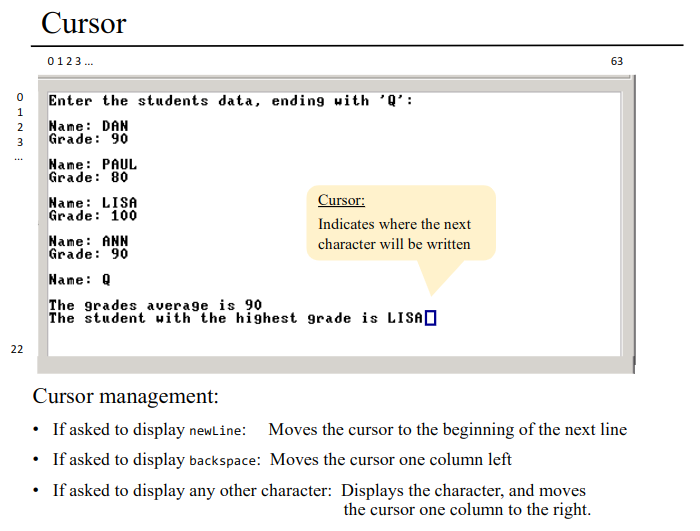 Cursor
0 1 2 3 ...
63
0
1
2
3
...
22
Enter the students data, ending with 'Q':
Name: DAN
Grade: 90
Name: PAUL
Grade: 80
Name: LISA
Grade: 100
Name: ANN
Grade: 90
Name: Q
The grades average is 90
The student with the highest grade is LISA
Cursor:
Indicates where the next
character will be written
Cursor management:
• If asked to display newLine: Moves the cursor to the beginning of the next line
• If asked to display backspace: Moves the cursor one column left
• If asked to display any other character: Displays the character, and moves
the cursor one column to the right.